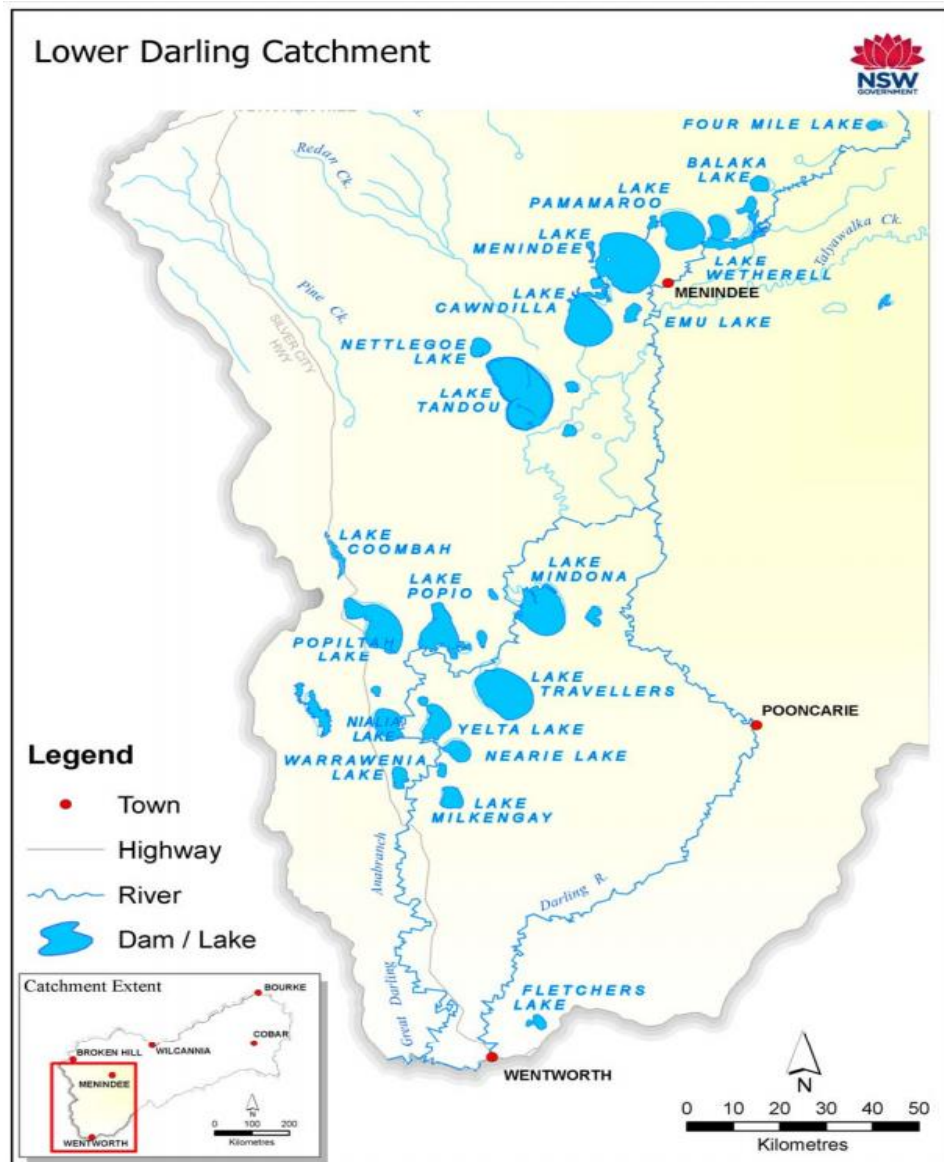 Lower Darling Catchment
NSW
GOVERNMENT
FOUR MILE LAKE
Redan Ck.
BALAKA
LAKE
LAKE
PAMAMAROO
LAKE
MENINDEE
Talyawalka Ck.
LAKE
WETHERELL
MENINDEE
Pine Ck.
LAKE
CAWNDILLA
EMU LAKE
SILVER CITY
HWY
NETTLEGOE
LAKE
LAKE
TANDOU
LAKE
COOMBAH
LAKE
MINDONA
LAKE
POPIO
POPILTAH
LAKE
LAKE
TRAVELLERS
POONCARIE
NIALIA
LAKE
YELTA LAKE
NEARIE LAKE
WARRAWENIA
LAKE
LAKE
MILKENGAY
Legend
Town
Highway
River
Dam / Lake
Great Darling Anabranch
Darling R.
FLETCHERS
LAKE
WENTWORTH
Catchment Extent
BOURKE
COBAR
WILCANNIA
BROKEN HILL
MENINDEE
WENTWORTH
N
0 100 200
Kilometres
N
0 10 20 30 40 50
Kilometres